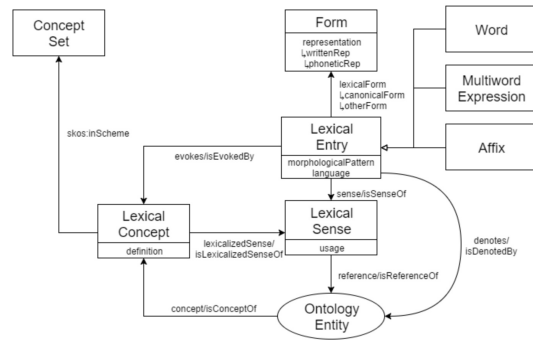 Concept
Set
Form
representation
↳writtenRep
↳phoneticRep
Word
Multiword
Expression
Affix
lexicalForm
↳canonicalForm
↳otherForm
skos:inScheme
Lexical
Entry
morphologicalPattern
language
evokes/isEvokedBy
sense/isSenseOf
Lexical
Concept
definition
lexicalizedSense/
isLexicalizedSenseOf
Lexical
Sense
usage
denotes/
isDenotedBy
reference/isReferenceOf
concept/isConceptOf
Ontology
Entity